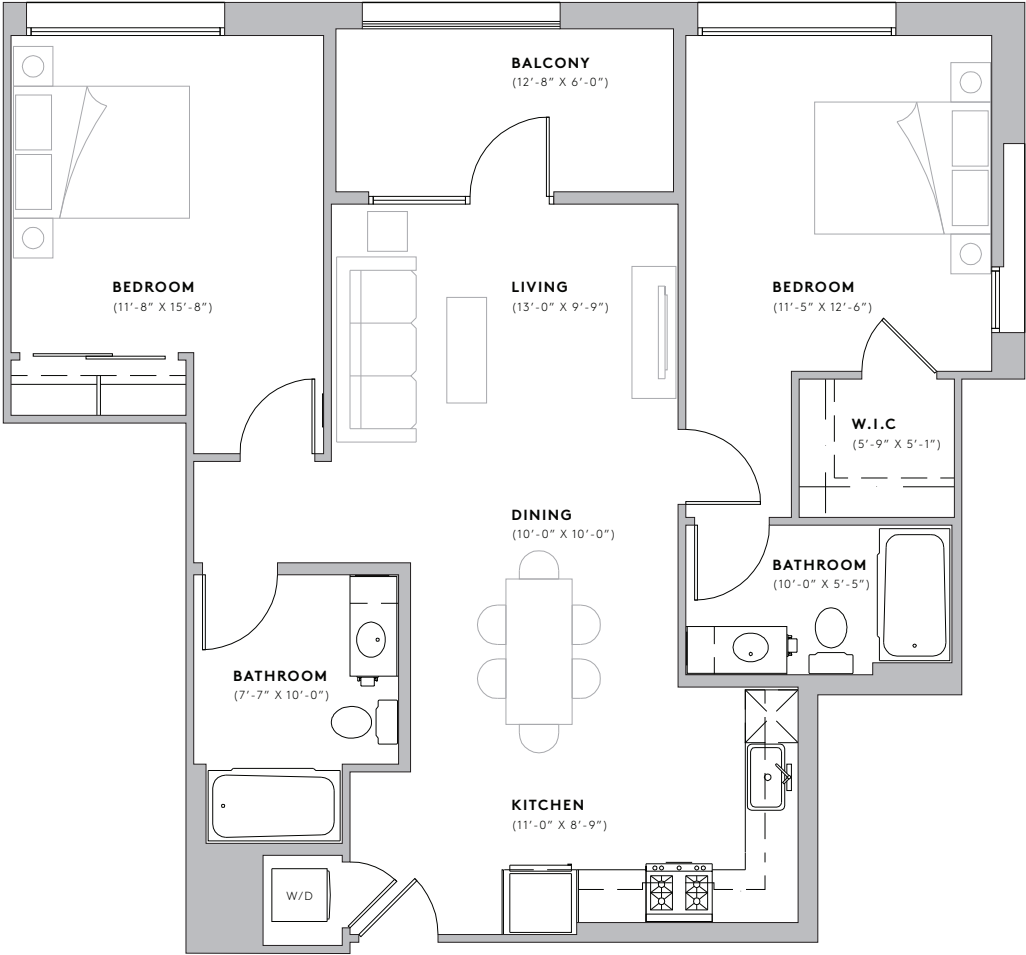 BALCONY
(12'-8" X 6'-0")
BEDROOM
(11'-8" X 15'-8")
LIVING
(13'-0" X 9'-9")
BEDROOM
(11'-5" X 12'-6")
W.I.C
(5'-9" X 5'-1")
DINING
(10'-0" X 10'-0")
BATHROOM
(10'-0" X 5'-5")
BATHROOM
(7'-7" X 10'-0")
KITCHEN
(11'-0" X 8'-9")
W/D